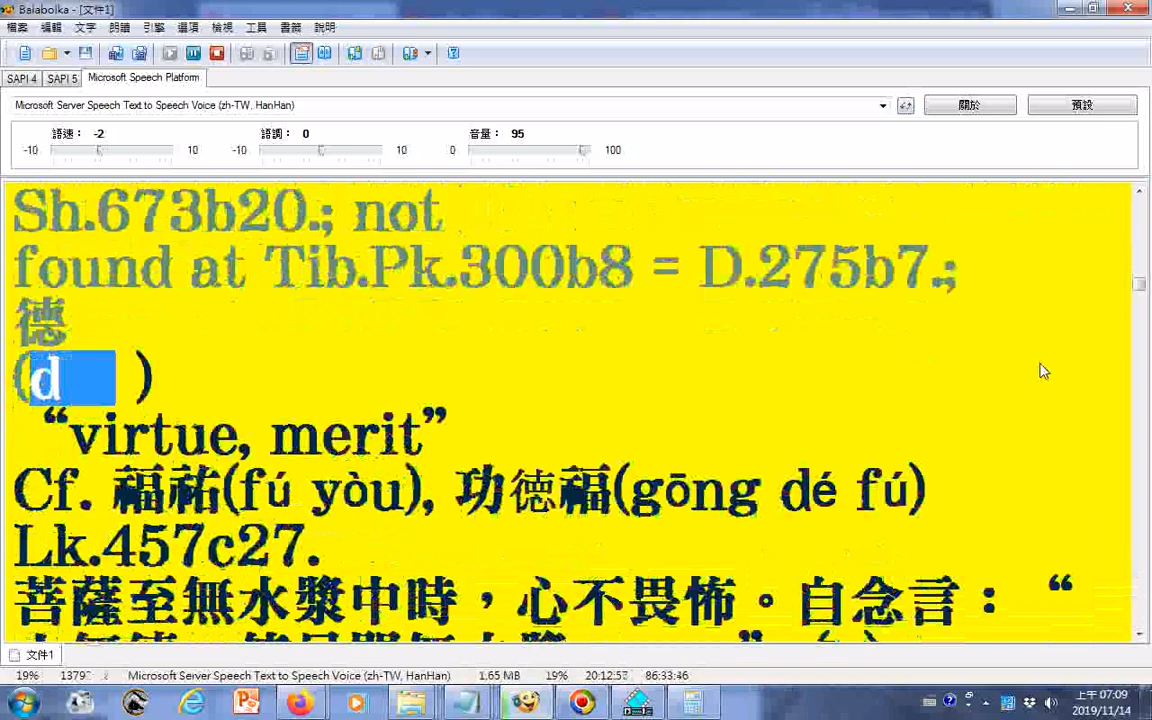 Balabolka - [文件1]
檔案 編輯 文字 朗讀 引擎 選項 檢視 工具 書籤 說明
SAPI 4 SAPI 5 Microsoft Speech Platform
Microsoft Server Speech Text to Speech Voice (zh-TW, HanHan) 關於 預設
語速： -2 語調： 0 音量： 95
-10 10 -10 10 0 100
Sh.673b20.; not
found at Tib.Pk.300b8 = D.275b7.;
德
(d )
“virtue, merit”
Cf. 福祐(fú yòu), 功德福(gōng dé fú)
Lk.457c27.
菩薩至無水漿中時，心不畏怖。自念言：“
文件1
19% Microsoft Server Speech Text to Speech Voice (zh-TW, HanHan) 1,65 MB 19% 86:33:46
上午 07:09
2019/11/14